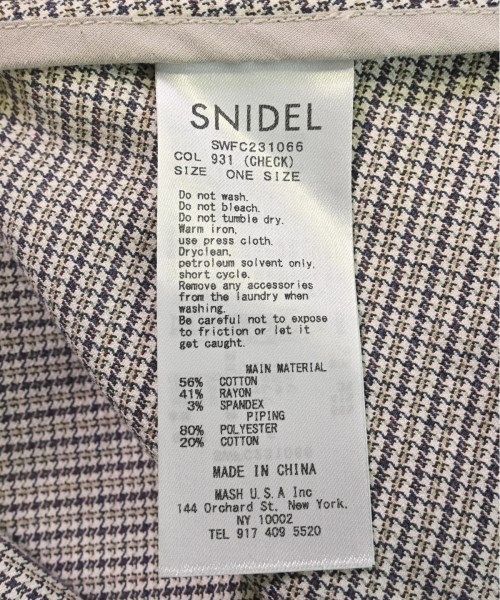 SNIDEL
SWFC231066
COL 931 (CHECK)
SIZE ONE SIZE
Do not wash.
Do not bleach.
Do not tumble dry.
Warm iron,
use press cloth.
Dryclean,
petroleum solvent only,
short cycle.
Remove any accessories
from the laundry when
washing.
Be careful not to expose
to friction or let it
get caught.
MAIN MATERIAL
56% COTTON
41% RAYON
3% SPANDEX
PIPING
80% POLYESTER
20% COTTON
MADE IN CHINA
MASH U.S.A Inc
144 Orchard St. New York.
NY 10002
TEL 917 409 5520